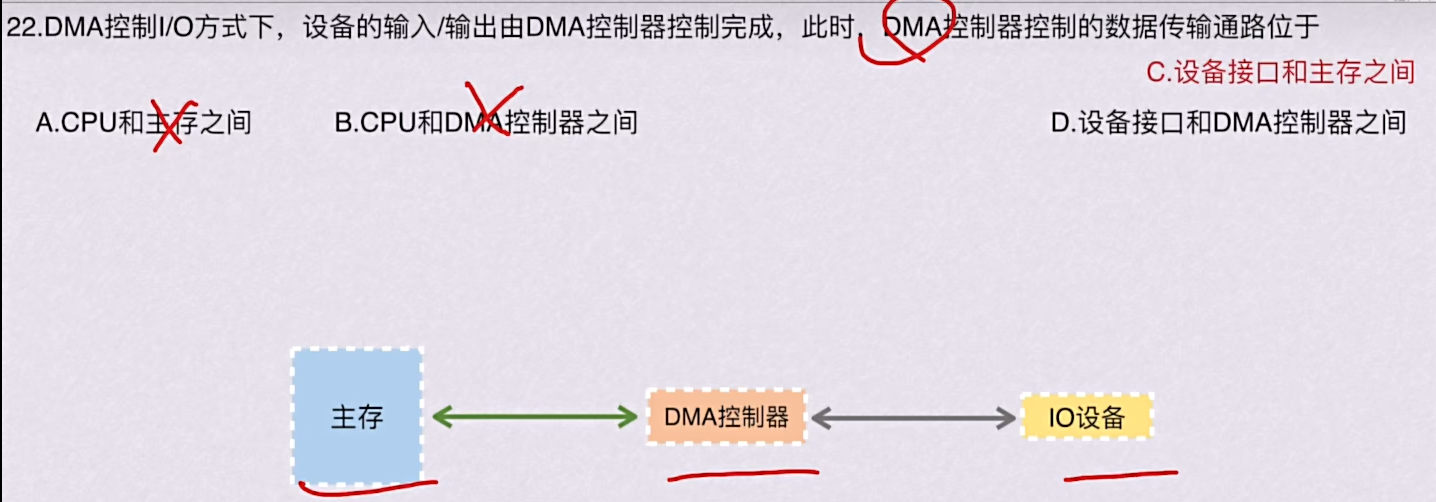 22.DMA控制I/O方式下，设备的输入/输出由DMA控制器控制完成，此时，DMA控制器控制的数据传输通路位于
C.设备接口和主存之间
A.CPU和主存之间 B.CPU和DMA控制器之间 D.设备接口和DMA控制器之间
主存 DMA控制器 IO设备